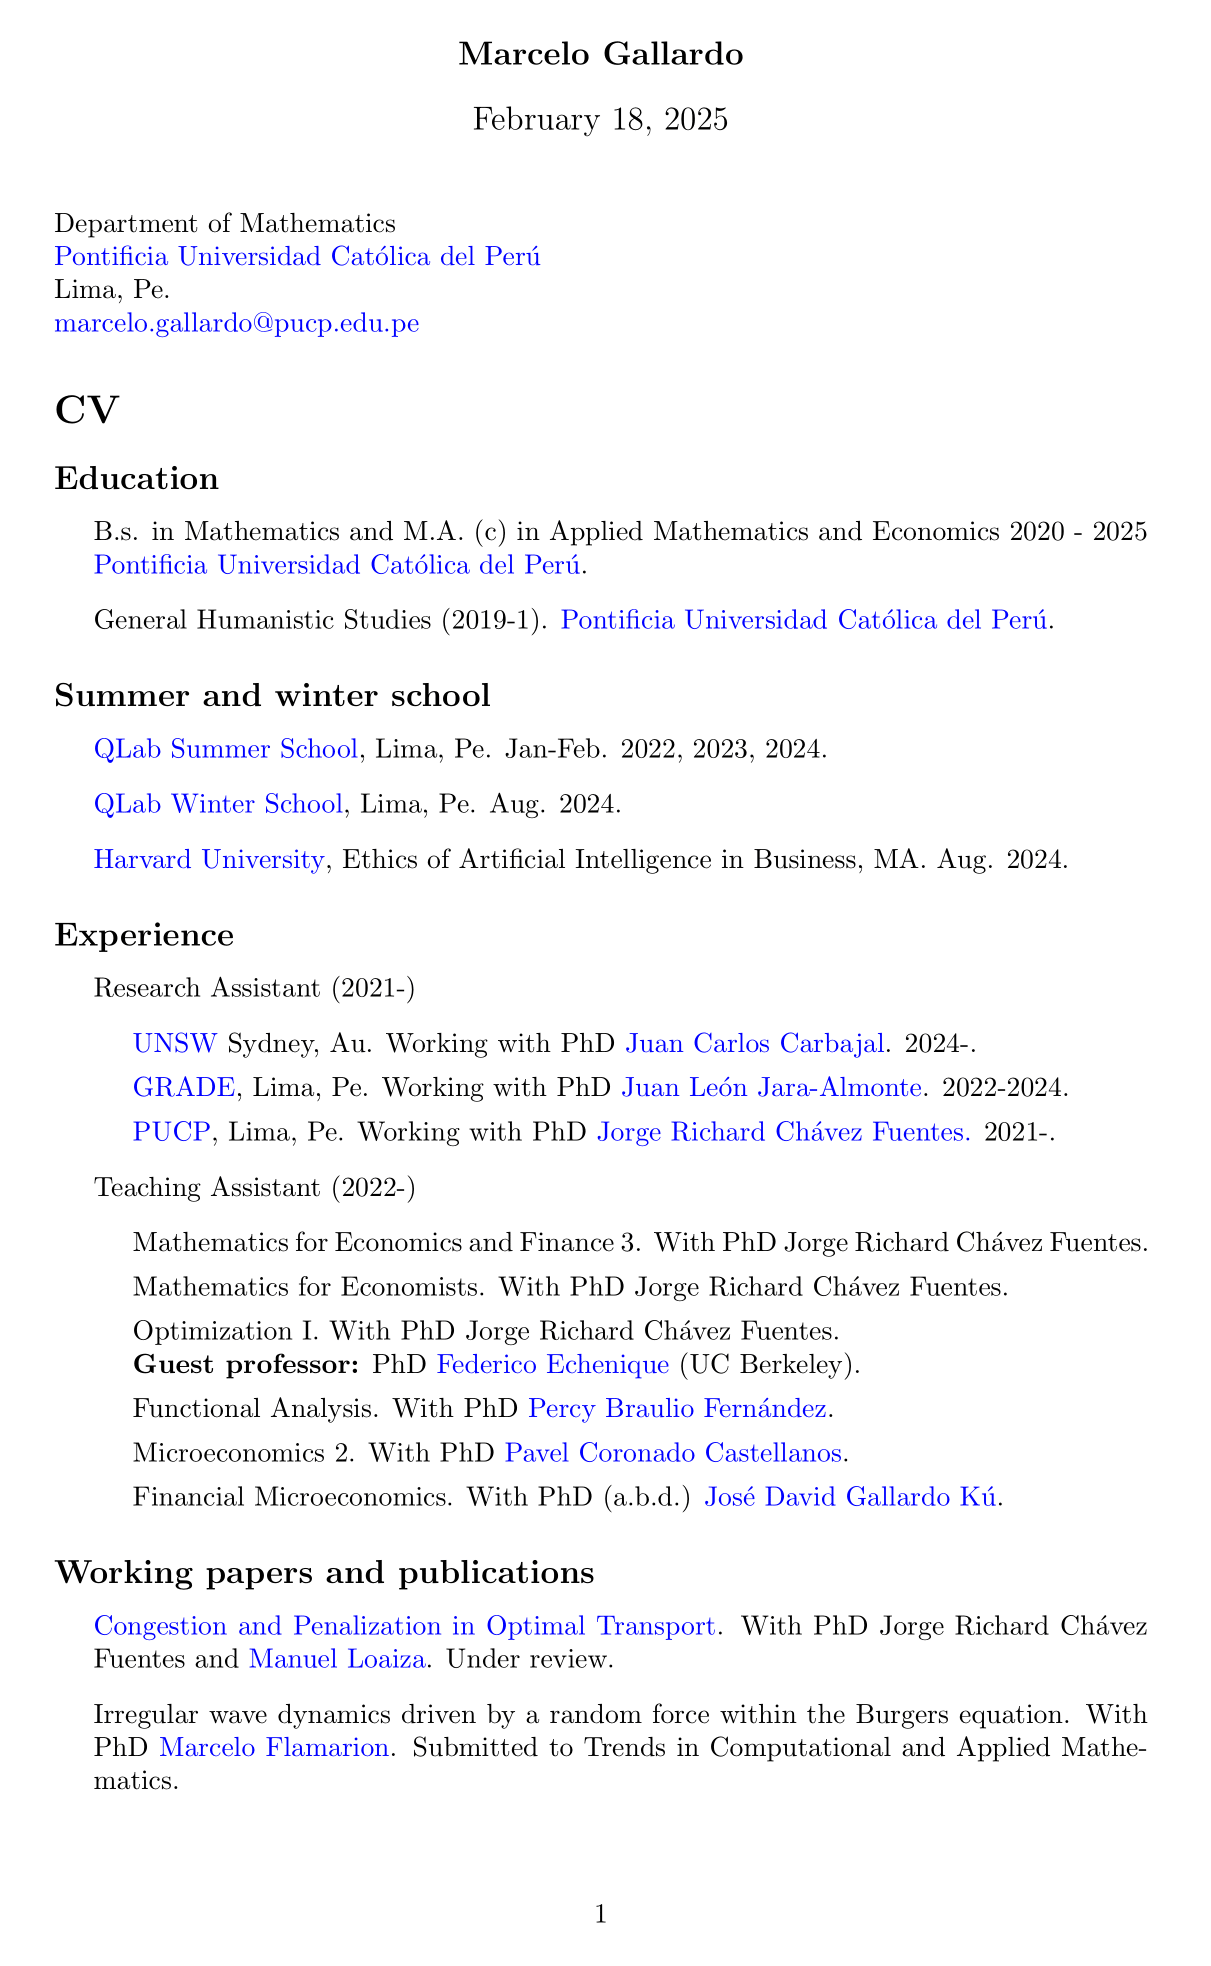 Marcelo Gallardo
February 18, 2025
Department of Mathematics
Pontificia Universidad Católica del Perú
Lima, Pe.
marcelo.gallardo@pucp.edu.pe
CV
Education
B.s. in Mathematics and M.A. (c) in Applied Mathematics and Economics 2020 - 2025
Pontificia Universidad Católica del Perú.
General Humanistic Studies (2019-1). Pontificia Universidad Católica del Perú.
Summer and winter school
QLab Summer School, Lima, Pe. Jan-Feb. 2022, 2023, 2024.
QLab Winter School, Lima, Pe. Aug. 2024.
Harvard University, Ethics of Artificial Intelligence in Business, MA. Aug. 2024.
Experience
Research Assistant (2021-)
UNSW Sydney, Au. Working with PhD Juan Carlos Carbajal. 2024-.
GRADE, Lima, Pe. Working with PhD Juan León Jara-Almonte. 2022-2024.
PUCP, Lima, Pe. Working with PhD Jorge Richard Chávez Fuentes. 2021-.
Teaching Assistant (2022-)
Mathematics for Economics and Finance 3. With PhD Jorge Richard Chávez Fuentes.
Mathematics for Economists. With PhD Jorge Richard Chávez Fuentes.
Optimization I. With PhD Jorge Richard Chávez Fuentes.
Guest professor: PhD Federico Echenique (UC Berkeley).
Functional Analysis. With PhD Percy Braulio Fernández.
Microeconomics 2. With PhD Pavel Coronado Castellanos.
Financial Microeconomics. With PhD (a.b.d.) José David Gallardo Kú.
Working papers and publications
Congestion and Penalization in Optimal Transport. With PhD Jorge Richard Chávez
Fuentes and Manuel Loaiza. Under review.
Irregular wave dynamics driven by a random force within the Burgers equation. With
PhD Marcelo Flamarion. Submitted to Trends in Computational and Applied Mathe-
matics.
1